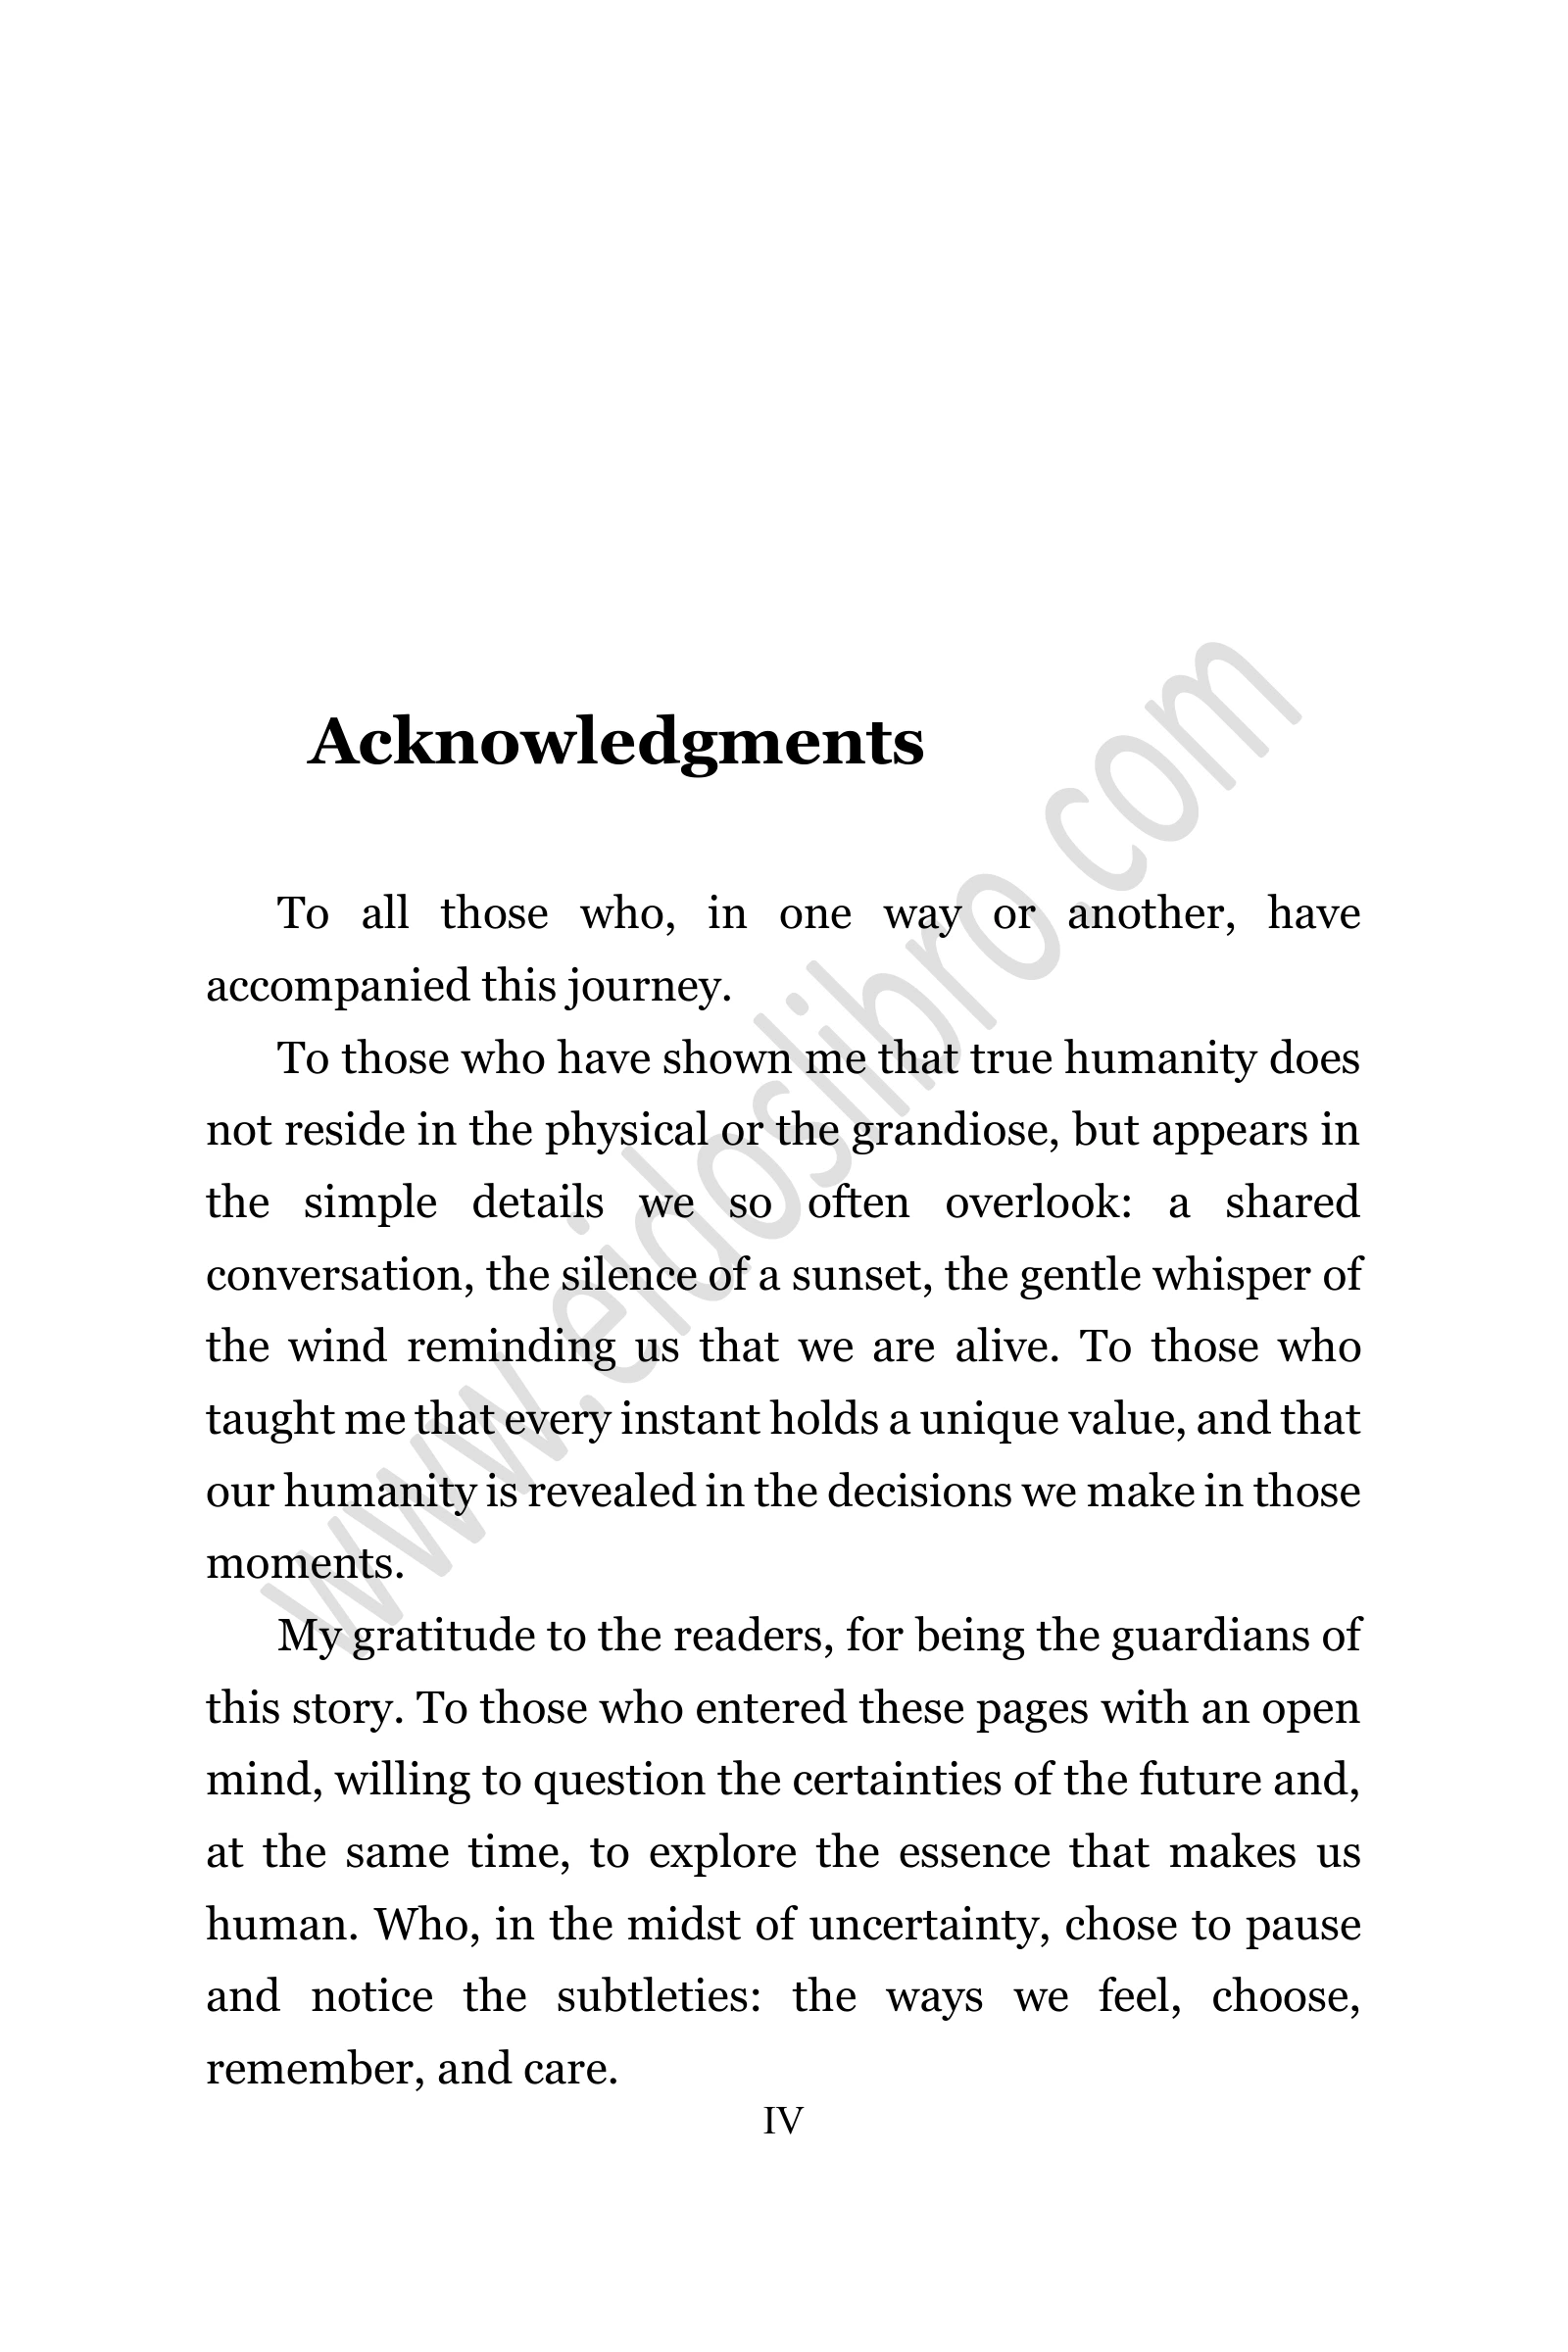 Acknowledgments
To all those who, in one way or another, have
accompanied this journey.
To those who have shown me that true humanity does
not reside in the physical or the grandiose, but appears in
the simple details we so often overlook: a shared
conversation, the silence of a sunset, the gentle whisper of
the wind reminding us that we are alive. To those who
taught me that every instant holds a unique value, and that
our humanity is revealed in the decisions we make in those
moments.
My gratitude to the readers, for being the guardians of
this story. To those who entered these pages with an open
mind, willing to question the certainties of the future and,
at the same time, to explore the essence that makes us
human. Who, in the midst of uncertainty, chose to pause
and notice the subtleties: the ways we feel, choose,
remember, and care.
IV
www.eidoslibro.com